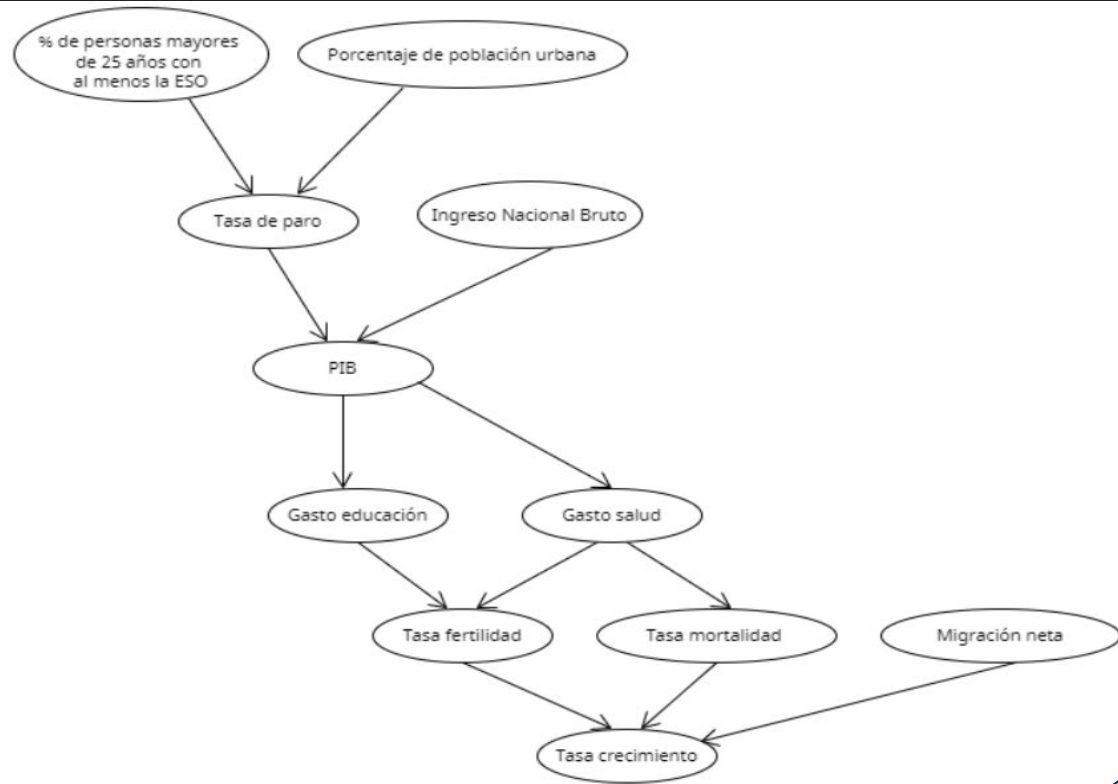 % de personas mayores
de 25 años con
al menos la ESO
Porcentaje de población urbana
Tasa de paro
Ingreso Nacional Bruto
PIB
Gasto educación
Gasto salud
Tasa fertilidad
Tasa mortalidad
Migración neta
Tasa crecimiento